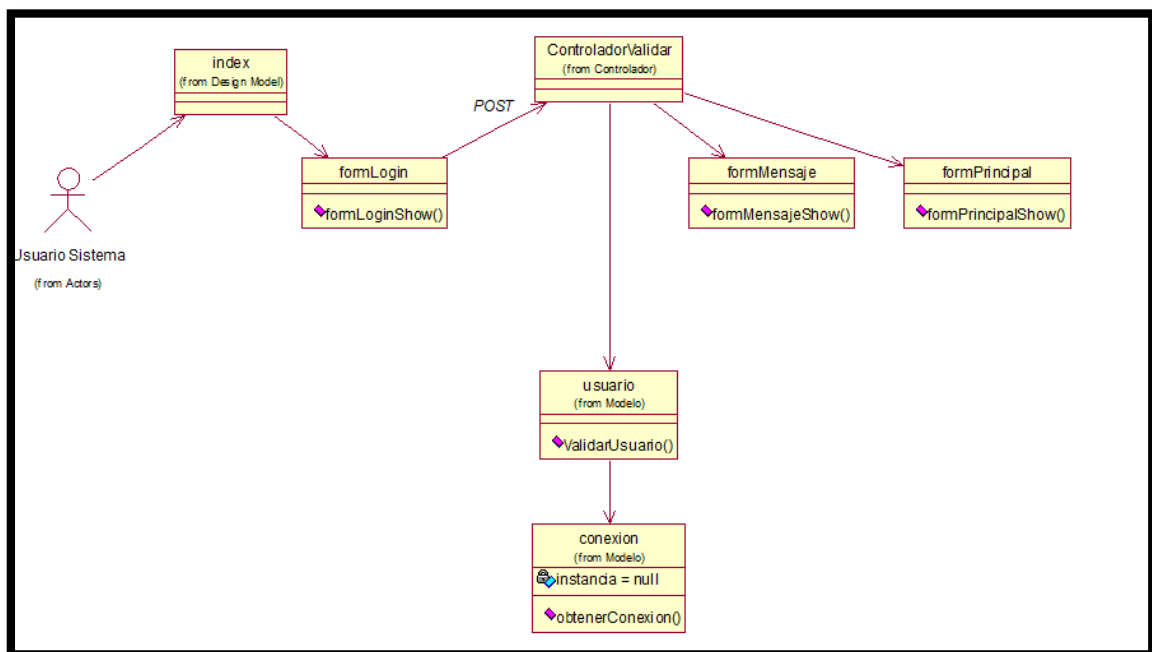 index
(from Design Model)
ControladorValidar
(from Controlador)
POST
formLogin
formLoginShow()
formMensaje
formMensajeShow()
formPrincipal
formPrincipalShow()
Usuario Sistema
(from Actors)
usuario
(from Modelo)
ValidarUsuario()
conexion
(from Modelo)
instancia = null
obtenerConexion()